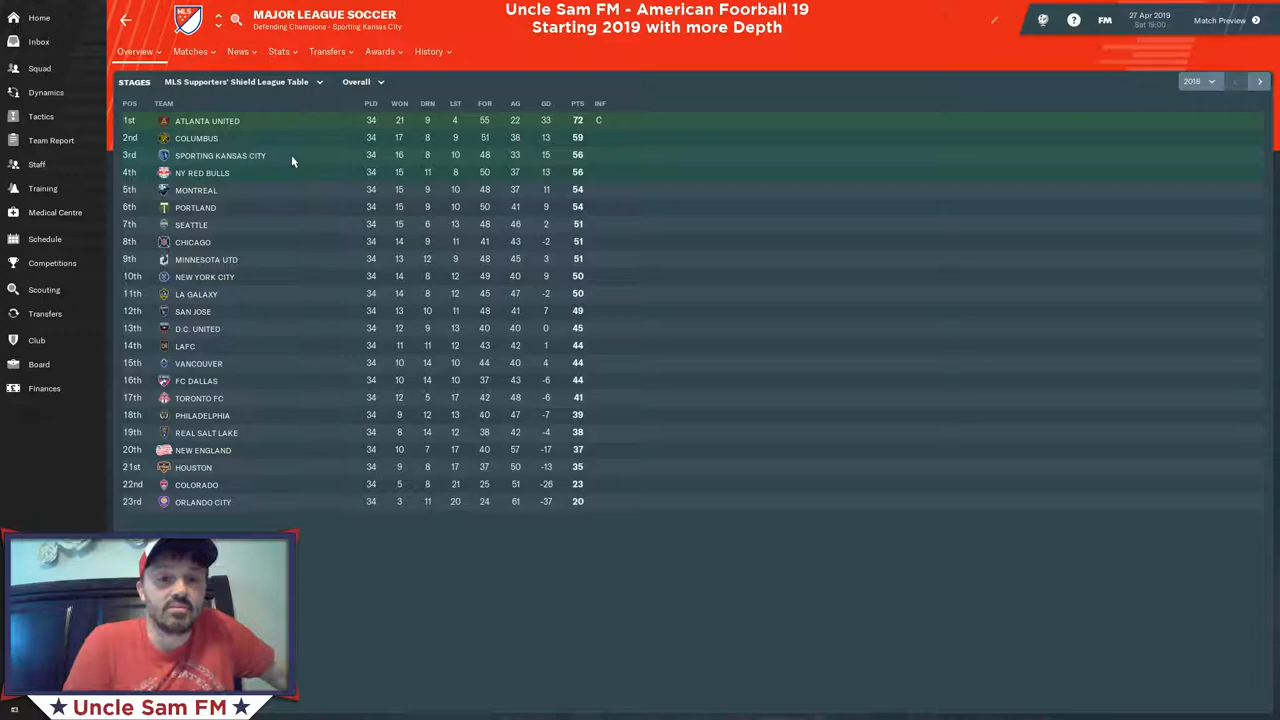 Uncle Sam FM - American Foorball 19
Starting 2019 with more Depth
MAJOR LEAGUE SOCCER
Defending Champions - Sporting Kansas City
FM
27 Apr 2019
Sat 19:00
Match Preview
Home
Inbox
Squad
Dynamics
Tactics
Team Report
Staff
Training
Medical Centre
Schedule
Competitions
Scouting
Transfers
Club
Board
Finances
Overview Matches News Stats Transfers Awards History
STAGES MLS Supporters' Shield League Table Overall 2018
POS TEAM PLD WON DRN LST FOR AG GD PTS INF
1st ATLANTA UNITED 34 21 9 4 55 22 33 72 C
2nd COLUMBUS 34 17 8 9 51 38 13 59
3rd SPORTING KANSAS CITY 34 16 8 10 48 33 15 56
4th NY RED BULLS 34 15 11 8 50 37 13 56
5th MONTREAL 34 15 9 10 48 37 11 54
6th PORTLAND 34 15 9 10 50 41 9 54
7th SEATTLE 34 15 6 13 48 46 2 51
8th CHICAGO 34 14 9 11 41 43 -2 51
9th MINNESOTA UTD 34 13 12 9 48 45 3 51
10th NEW YORK CITY 34 14 8 12 49 40 9 50
11th LA GALAXY 34 14 8 12 45 47 -2 50
12th SAN JOSE 34 13 10 11 48 41 7 49
13th D.C. UNITED 34 12 9 13 40 40 0 45
14th LAFC 34 11 11 12 43 42 1 44
15th VANCOUVER 34 10 14 10 44 40 4 44
16th FC DALLAS 34 10 14 10 37 43 -6 44
17th TORONTO FC 34 12 5 17 42 48 -6 41
18th PHILADELPHIA 34 9 12 13 40 47 -7 39
19th REAL SALT LAKE 34 8 14 12 38 42 -4 38
20th NEW ENGLAND 34 10 7 17 40 57 -17 37
21st HOUSTON 34 9 8 17 37 50 -13 35
22nd COLORADO 34 5 8 21 25 51 -26 23
23rd ORLANDO CITY 34 3 11 20 24 61 -37 20
Uncle Sam FM